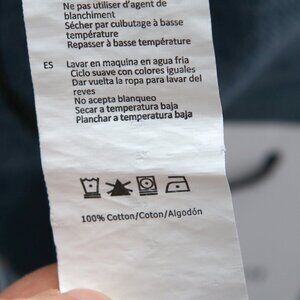 Ne pas utiliser d'agent de
blanchiment
Sécher par culbutage à basse
température
Repasser à basse température
ES Lavar en maquina en agua fria
Ciclo suave con colores iguales
Dar vuelta la ropa para lavar del
reves
No acepta blanqueo
Secar a temperatura baja
Planchar a temperatura baja
100% Cotton/Coton/Algodón